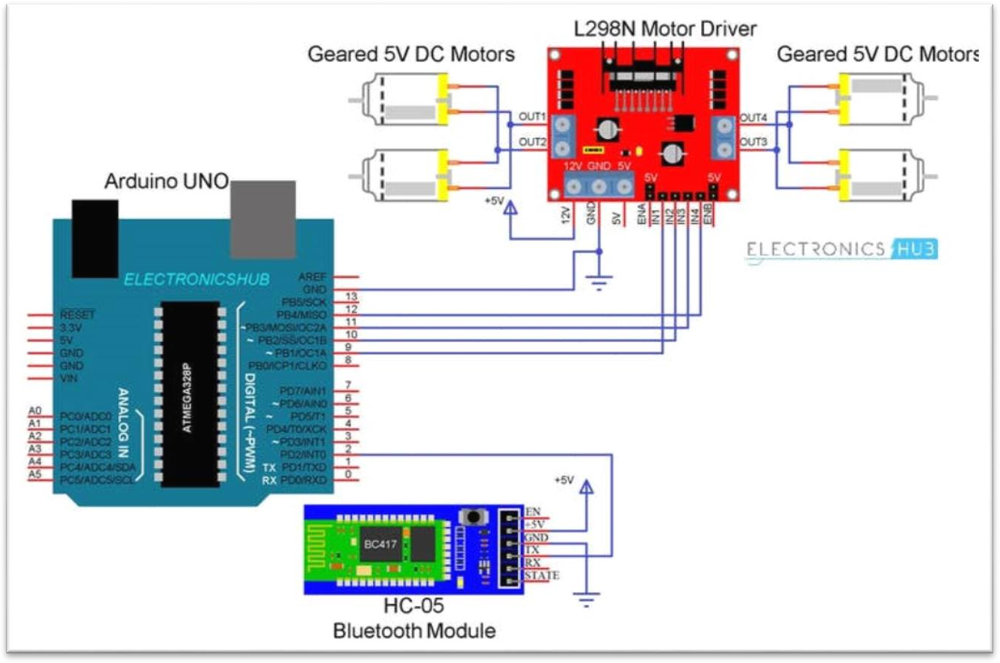 L298N Motor Driver
Geared 5V DC Motors
Geared 5V DC Motors
OUT1
OUT2
OUT4
OUT3
12V GND 5V
5V
5V
+5V
12V
GND
5V
ENA
IN1
IN2
IN3
IN4
ENB
ELECTRONICS HUB
Arduino UNO
ELECTRONICSHUB
AREF
GND
PB5/SCK 13
PB4/MISO 12
~PB3/MOSI/OC2A 11
~ PB2/SS/OC1B 10
~ PB1/OC1A 9
PB0/ICP1/CLKO 8
PD7/AIN1 7
~PD6/AIN0 6
~ PD5/T1 5
PD4/T0/XCK 4
~PD3/INT1 3
PD2/INT0 2
TX PD1/TXD 1
RX PD0/RXD 0
RESET
3.3V
5V
GND
GND
VIN
A0 PC0/ADC0
A1 PC1/ADC1
A2 PC2/ADC2
A3 PC3/ADC3
A4 PC4/ADC4/SDA
A5 PC5/ADC5/SCL
ANALOG IN
ATMEGA328P
DIGITAL (~PWM)
+5V
EN
+5V
GND
TX
RX
STATE
BC417
HC-05
Bluetooth Module